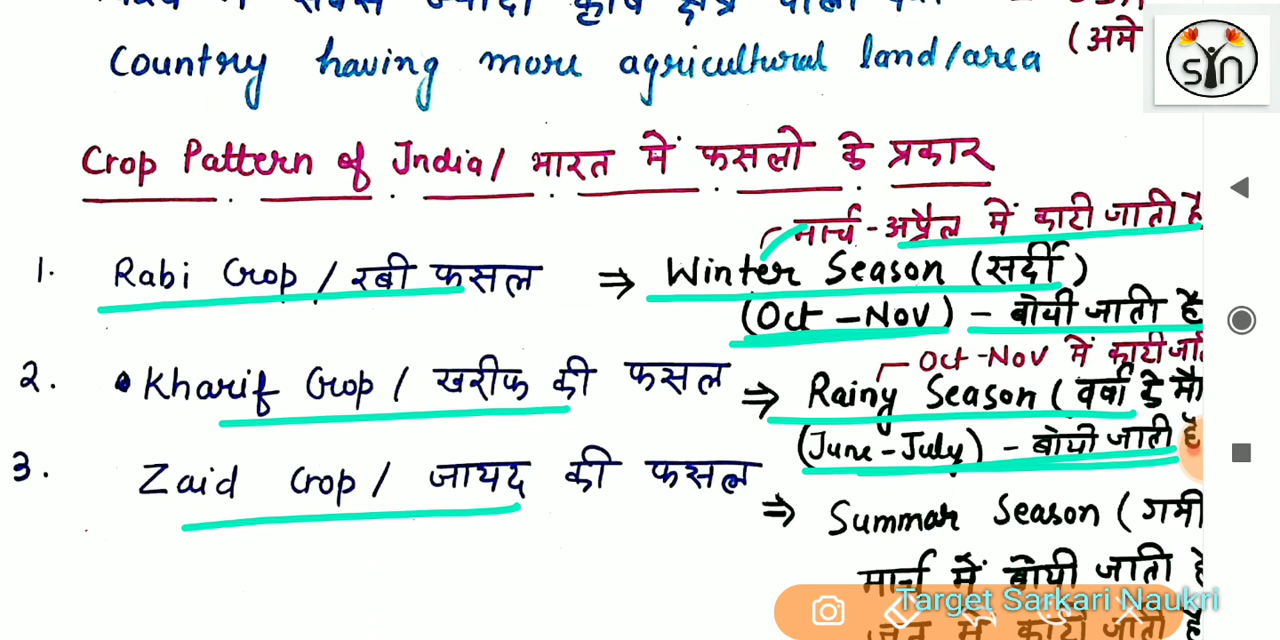 Country having more agricultural land/area
(अमे
SYN
Crop Pattern of India/ भारत में फसलो के प्रकार
मार्च - अप्रैल में काटी जाती है
1. Rabi Crop / रबी फसल ⇒ Winter Season (सर्दी)
(Oct - Nov) - बोयी जाती है
Oct-Nov में काटी जा
2. Kharif Crop / खरीफ की फसल ⇒ Rainy Season (वर्षा के मौ
(June-July) - बोयी जाती है
3. Zaid Crop / जायद की फसल
⇒ Summar Season (गर्मी
मार्च में बोयी जाती है
Target Sarkari Naukri
जून में काटी जाती है